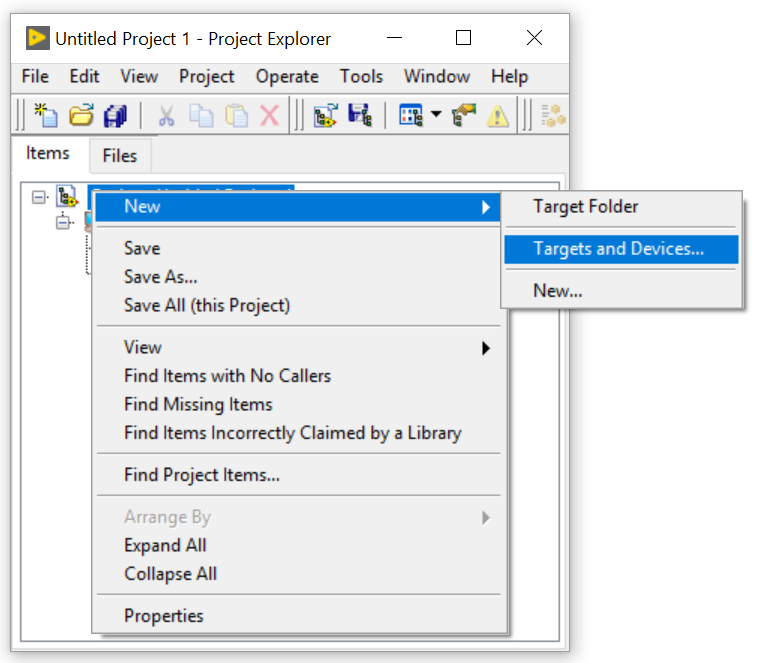 Untitled Project 1 - Project Explorer
File Edit View Project Operate Tools Window Help
Items Files
New
Save
Save As...
Save All (this Project)
View
Find Items with No Callers
Find Missing Items
Find Items Incorrectly Claimed by a Library
Find Project Items...
Arrange By
Expand All
Collapse All
Properties
Target Folder
Targets and Devices...
New...